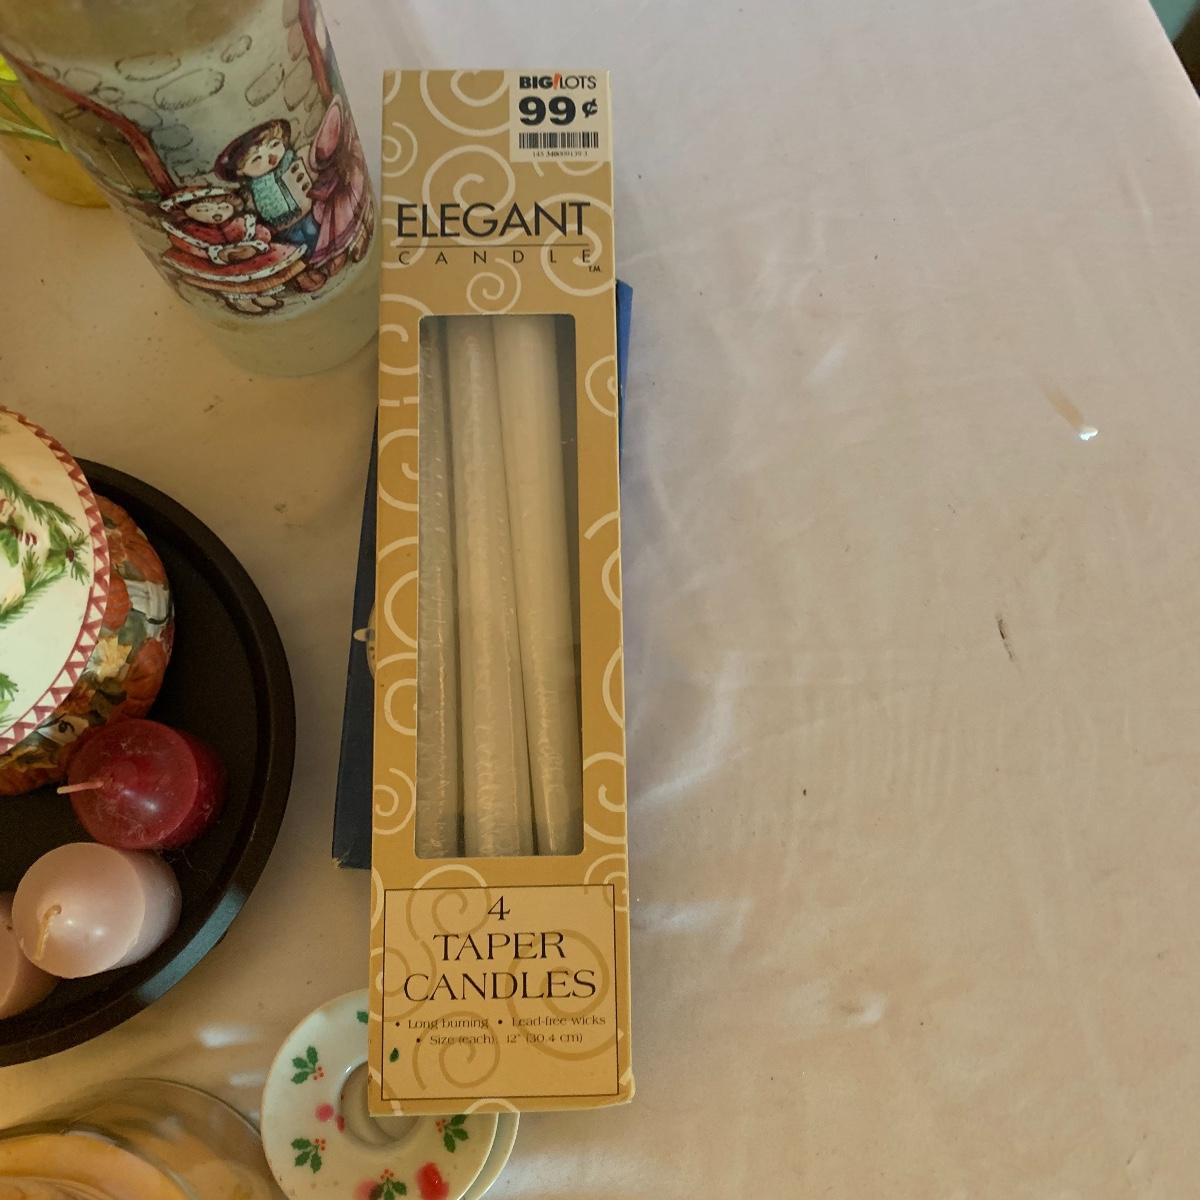 BIG!LOTS
99¢
ELEGANT
CANDLE
T.M.
4
TAPER
CANDLES
• Long burning • Lead-free wicks
• Size (each): 12" (30.4 cm)